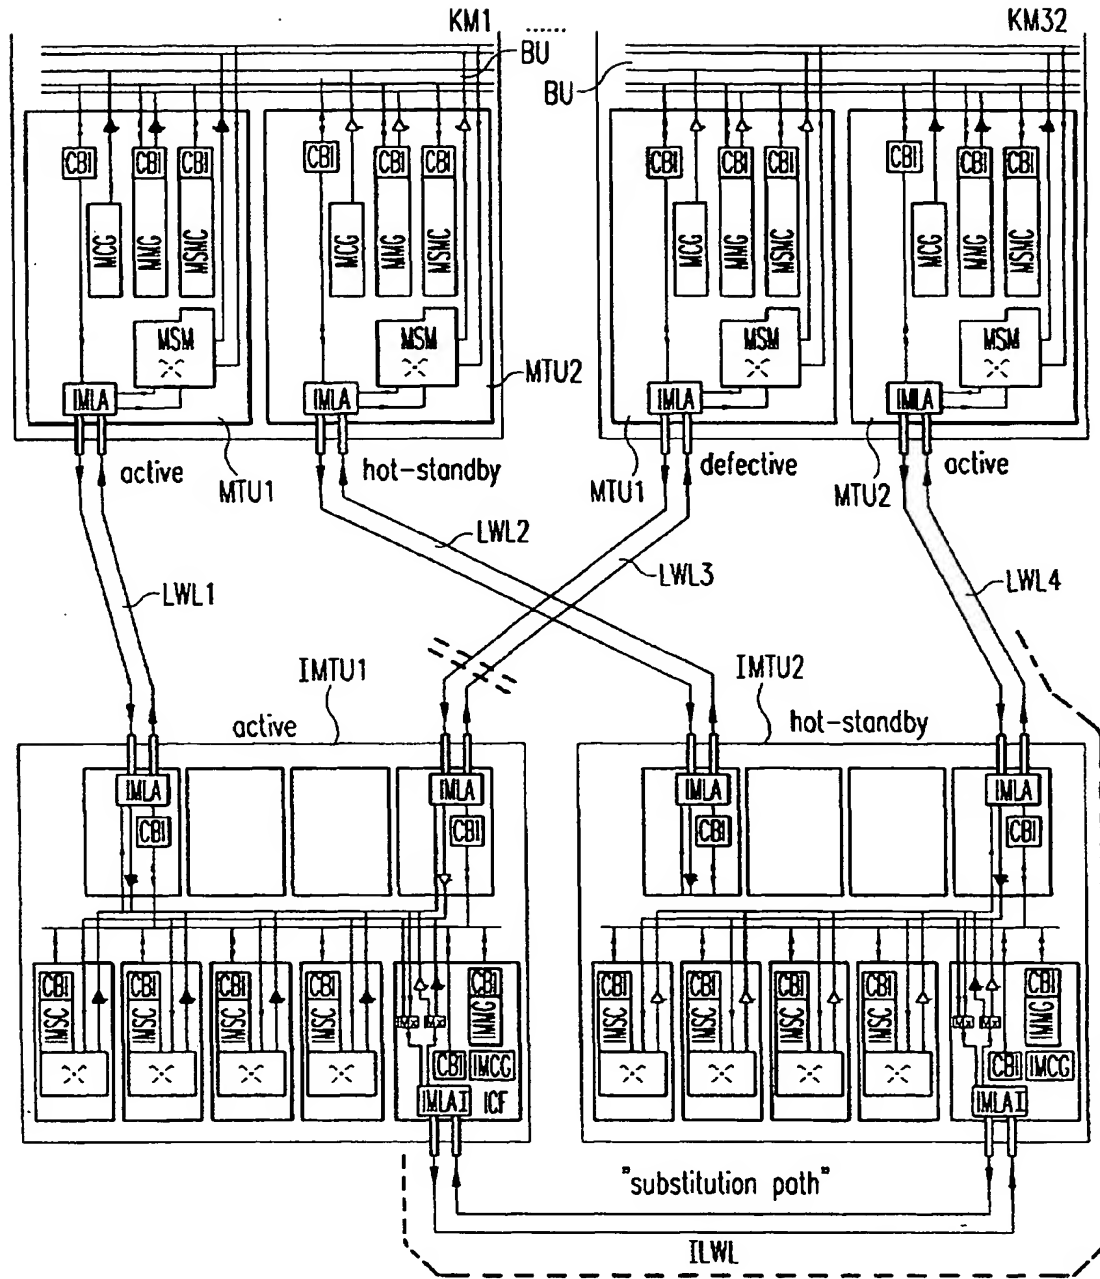 KM1 ...... KM32
BU BU
CBI CBI CBI CBI CBI CBI CBI CBI CBI CBI CBI CBI
MCG MMG MSMC MCG MMG MSMC MCG MMG MSMC MCG MMG MSMC
MSM MSM MSM MSM
MTU2
IMLA IMLA IMLA IMLA
active MTU1 hot-standby MTU1 defective MTU2 active
LWL2
LWL1 LWL3 LWL4
IMTU1 IMTU2
active hot-standby
IMLA IMLA IMLA IMLA
CBI CBI CBI CBI
CBI CBI CBI CBI CBI CBI CBI CBI CBI CBI
IMSC IMSC IMSC IMSC IMMG IMSC IMSC IMSC IMSC IMMG
CBI IMCG CBI IMCG
IMLAI ICF IMLAI
"substitution path"
ILWL